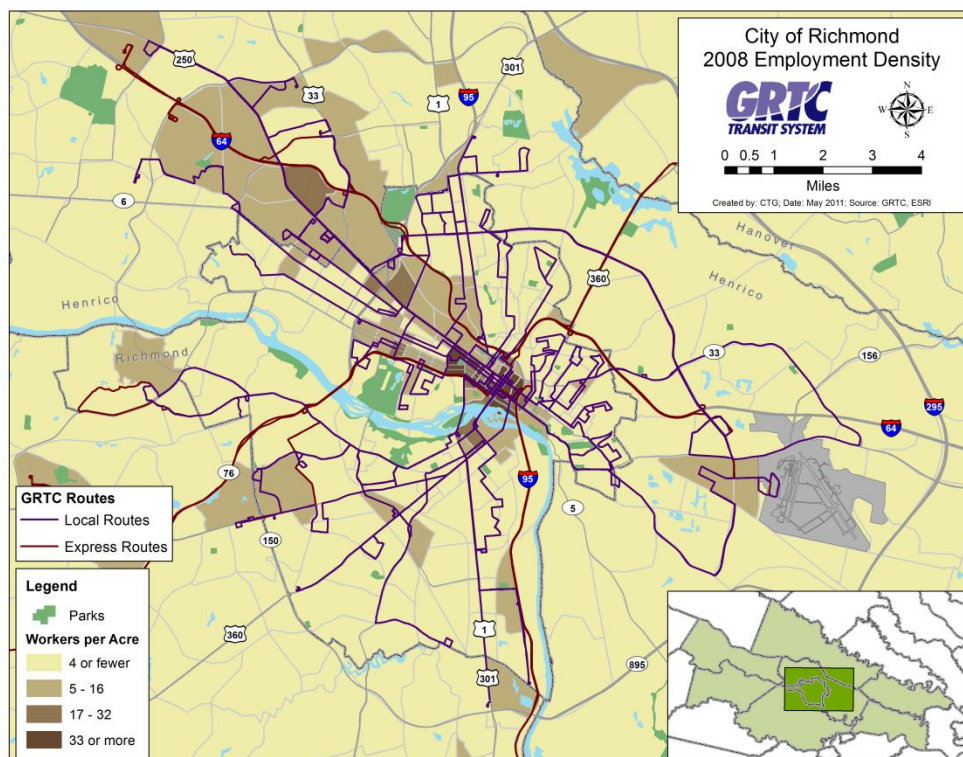 City of Richmond
2008 Employment Density
GRTC
TRANSIT SYSTEM
N
W E
S
0 0.5 1 2 3 4
Miles
Created by: CTG; Date: May 2011: Source: GRTC, ESRI
250
33
301
1
95
64
6
Hanover
360
Henrico
Henrico
Richmond
33
156
295
64
76
95
5
150
360
1
301
895
GRTC Routes
Local Routes
Express Routes
Legend
Parks
Workers per Acre
4 or fewer
5 - 16
17 - 32
33 or more